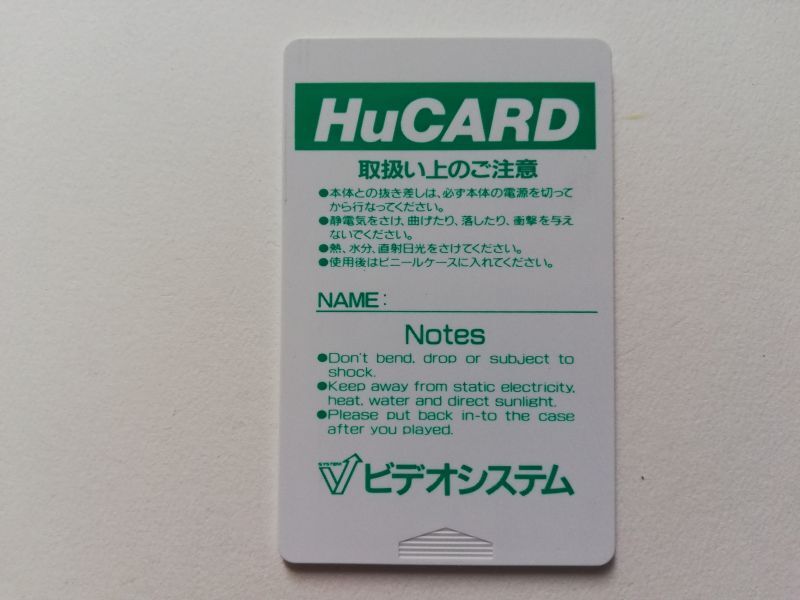 HuCARD
取扱い上のご注意
●本体との抜き差しは、必ず本体の電源を切って
から行なってください。
●静電気をさけ、曲げたり、落したり、衝撃を与え
ないでください。
●熱、水分、直射日光をさけてください。
●使用後はビニールケースに入れてください。
NAME:
Notes
●Don't bend, drop or subject to
shock.
●Keep away from static electricity,
heat, water and direct sunlight.
●Please put back in-to the case
after you played.
SYSTEM
V ビデオシステム